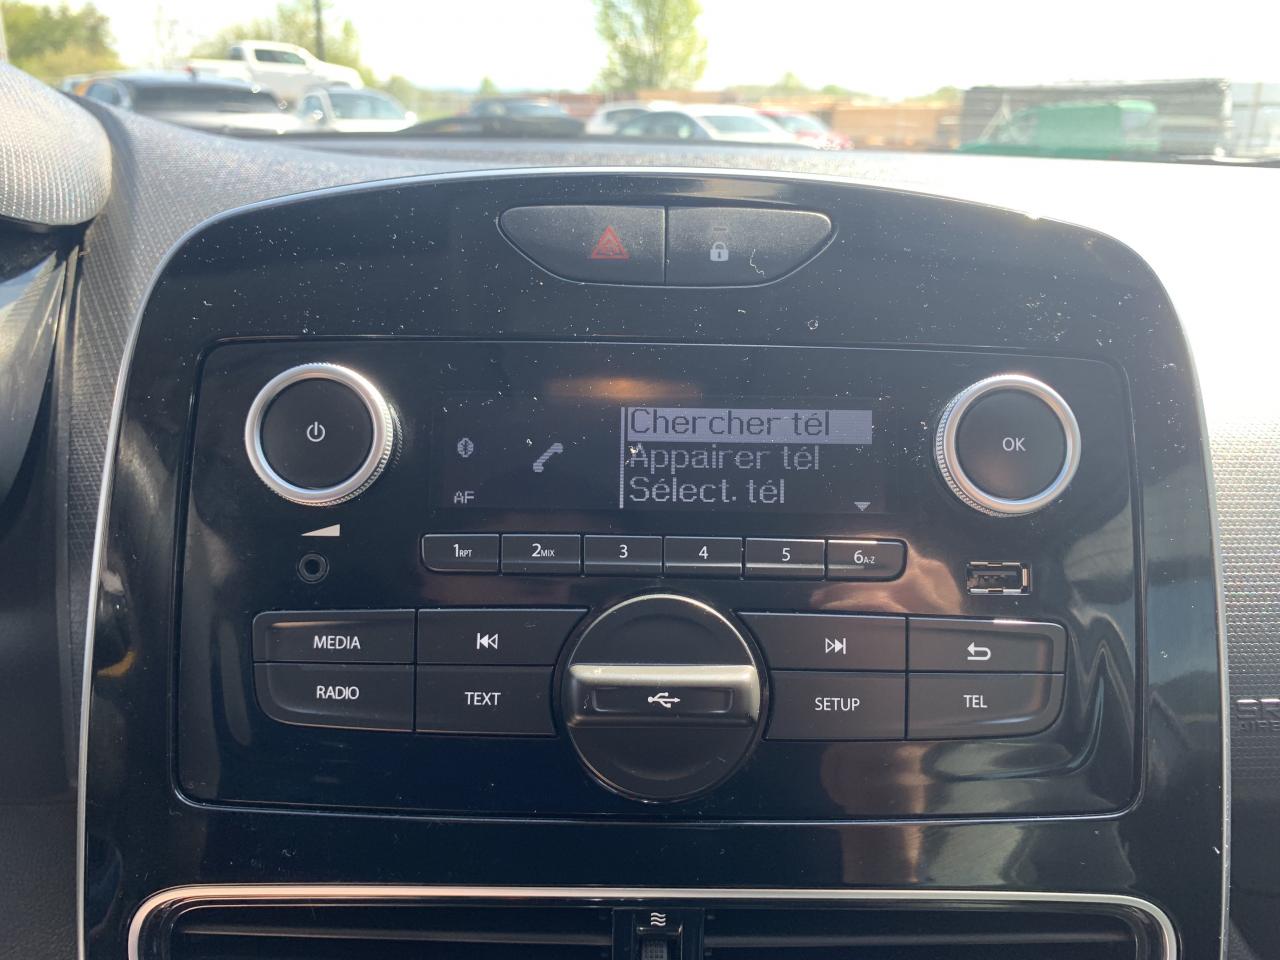 Chercher tél
Appairer tél
Sélect. tél
AF
OK
1RPT
2MIX
3
4
5
6A-Z
MEDIA
RADIO
TEXT
SETUP
TEL